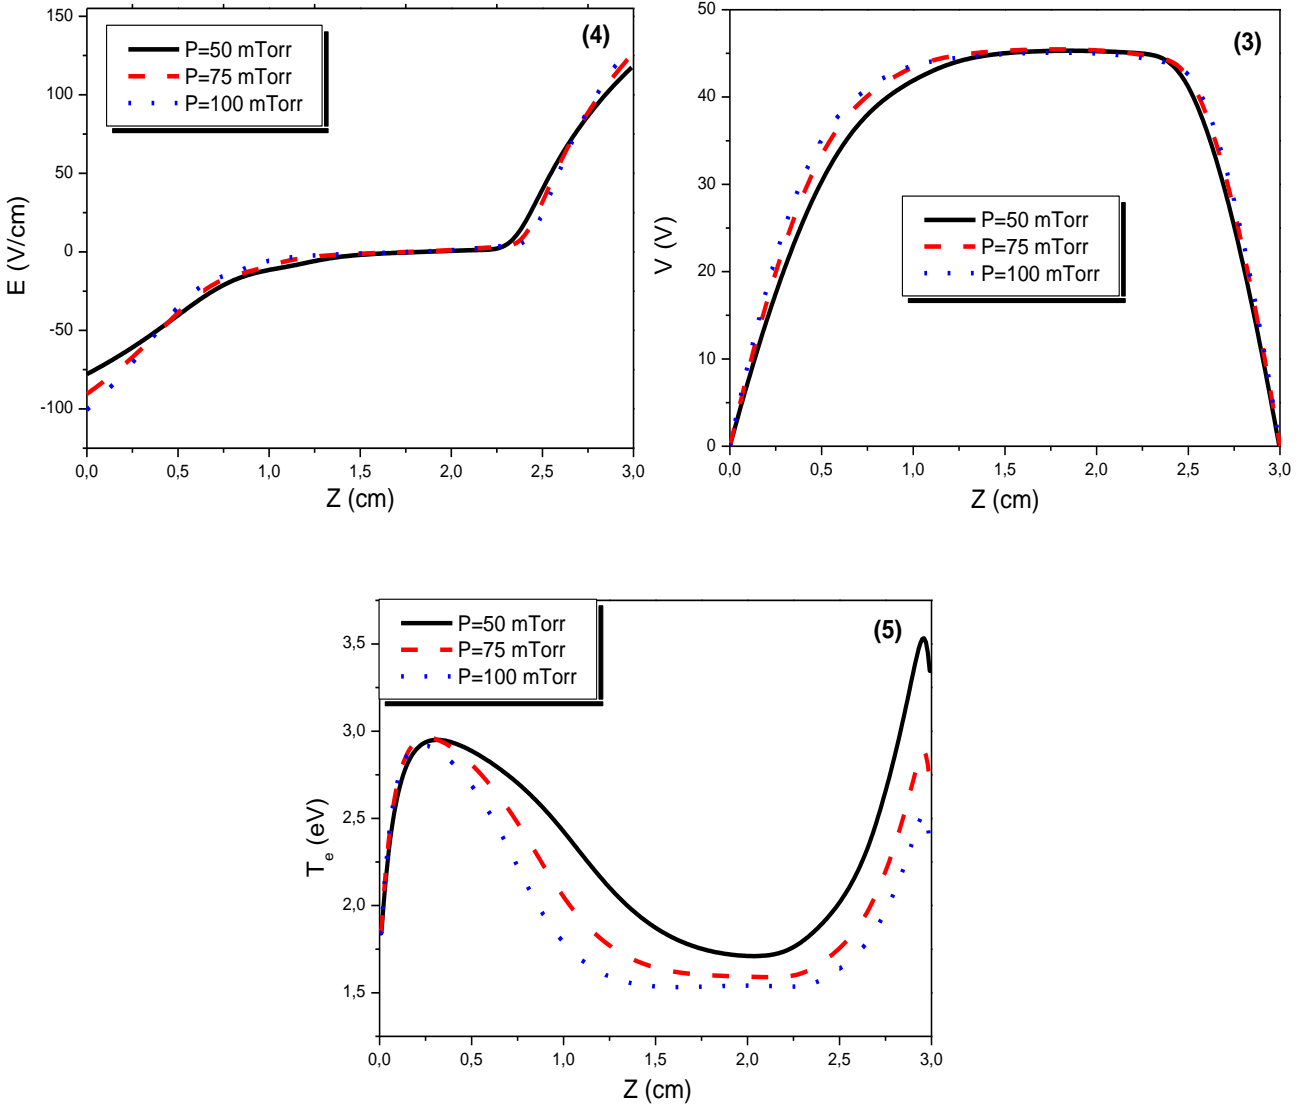 (4)
P=50 mTorr
P=75 mTorr
P=100 mTorr
E (V/cm)
150
100
50
0
-50
-100
0,0 0,5 1,0 1,5 2,0 2,5 3,0
Z (cm)
(3)
P=50 mTorr
P=75 mTorr
P=100 mTorr
V (V)
50
40
30
20
10
0
0,0 0,5 1,0 1,5 2,0 2,5 3,0
Z (cm)
(5)
P=50 mTorr
P=75 mTorr
P=100 mTorr
T_e (eV)
3,5
3,0
2,5
2,0
1,5
0,0 0,5 1,0 1,5 2,0 2,5 3,0
Z (cm)